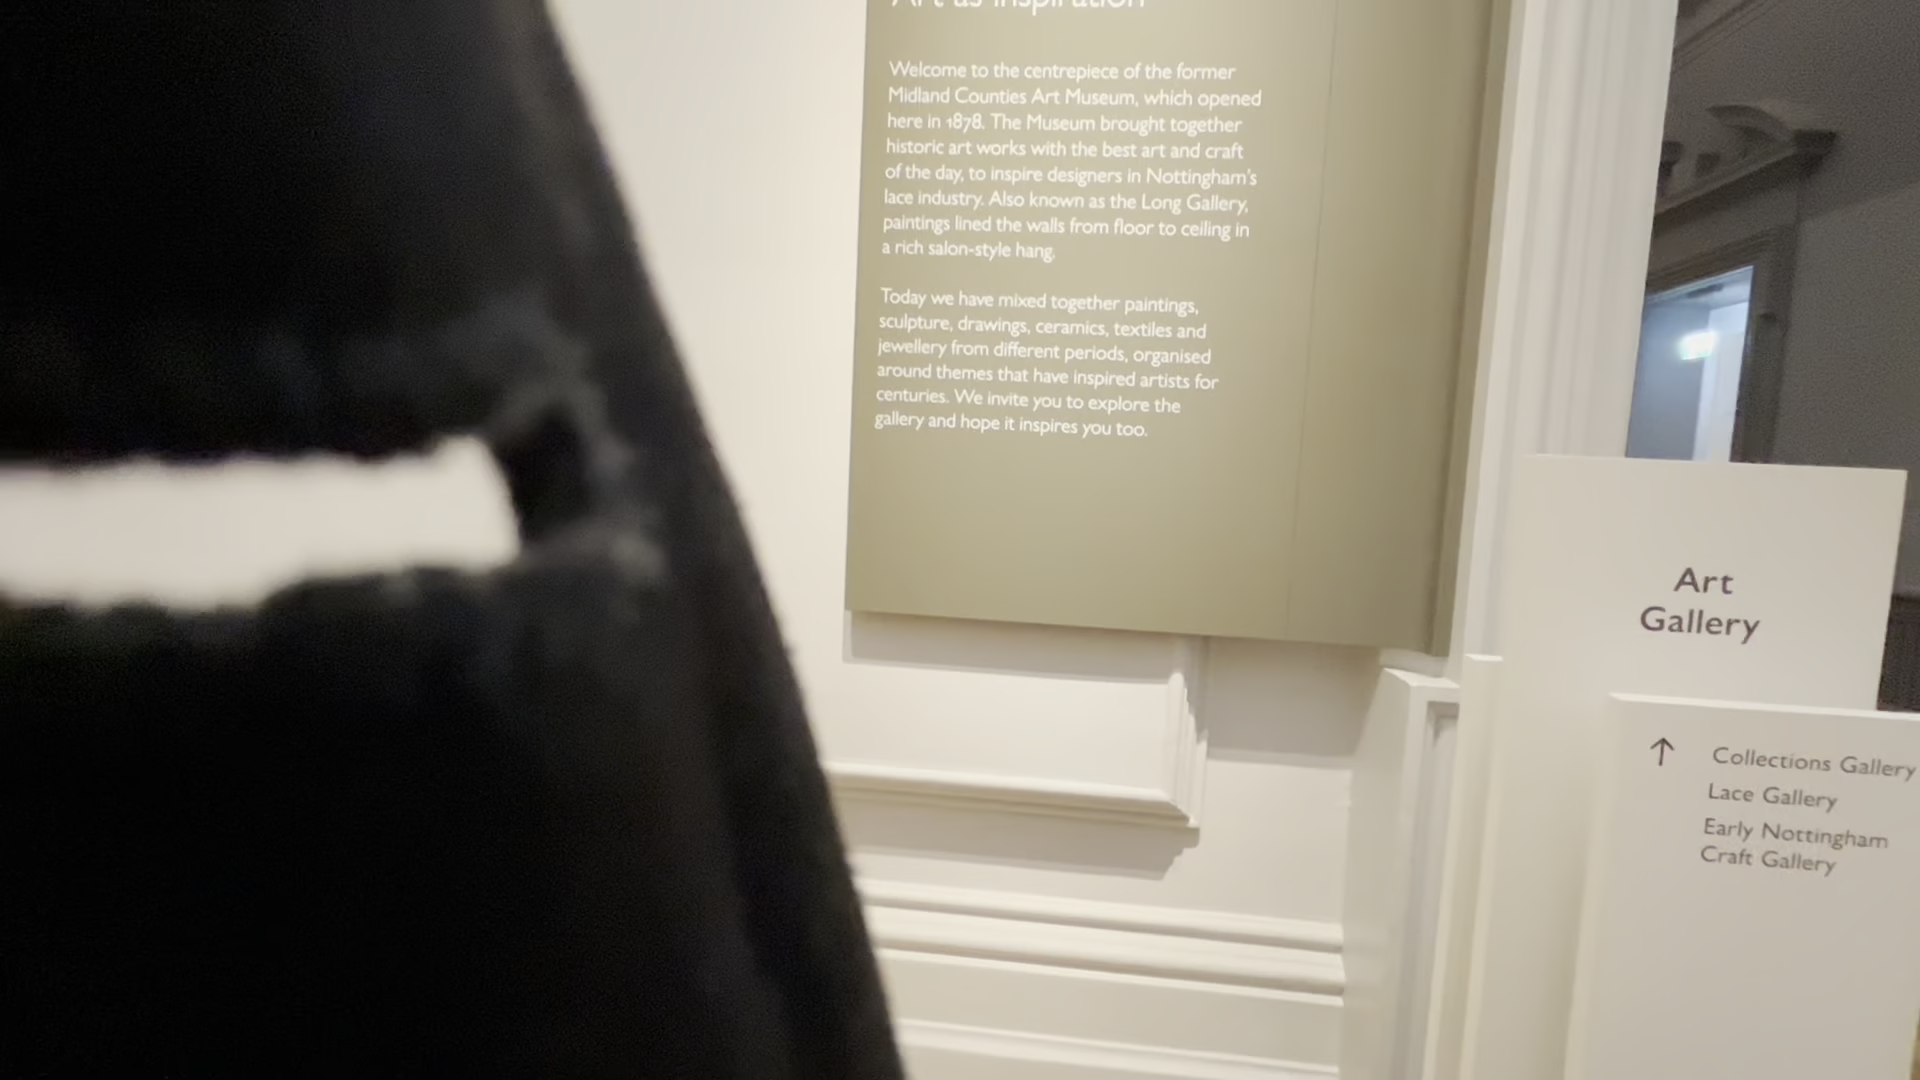 Art as inspiration
Welcome to the centrepiece of the former
Midland Counties Art Museum, which opened
here in 1878. The Museum brought together
historic art works with the best art and craft
of the day, to inspire designers in Nottingham's
lace industry. Also known as the Long Gallery,
paintings lined the walls from floor to ceiling in
a rich salon-style hang.
Today we have mixed together paintings,
sculpture, drawings, ceramics, textiles and
jewellery from different periods, organised
around themes that have inspired artists for
centuries. We invite you to explore the
gallery and hope it inspires you too.
Art
Gallery
↑ Collections Gallery
Lace Gallery
Early Nottingham
Craft Gallery